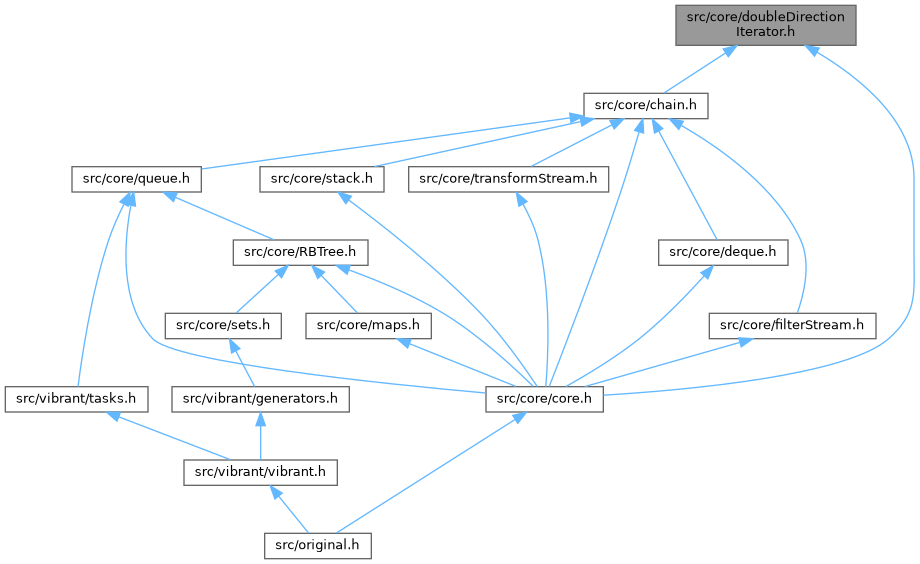 src/core/doubleDirection
Iterator.h
src/core/chain.h
src/core/queue.h
src/core/stack.h
src/core/transformStream.h
src/core/RBTree.h
src/core/deque.h
src/core/sets.h
src/core/maps.h
src/core/filterStream.h
src/vibrant/tasks.h
src/vibrant/generators.h
src/core/core.h
src/vibrant/vibrant.h
src/original.h